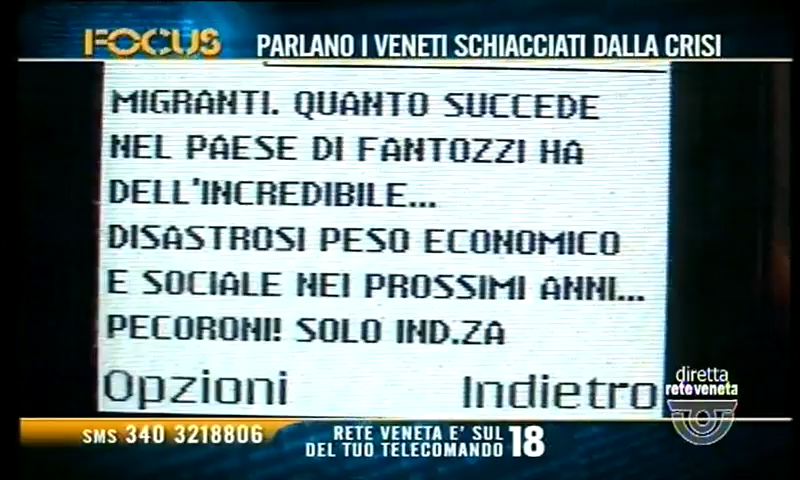 FOCUS
PARLANO I VENETI SCHIACCIATI DALLA CRISI
MIGRANTI. QUANTO SUCCEDE
NEL PAESE DI FANTOZZI HA
DELL'INCREDIBILE...
DISASTROSI PESO ECONOMICO
E SOCIALE NEI PROSSIMI ANNI...
PECORONI! SOLO IND.ZA
Opzioni Indietro
diretta
reteveneta
SMS 340 3218806
RETE VENETA E' SUL 18
DEL TUO TELECOMANDO